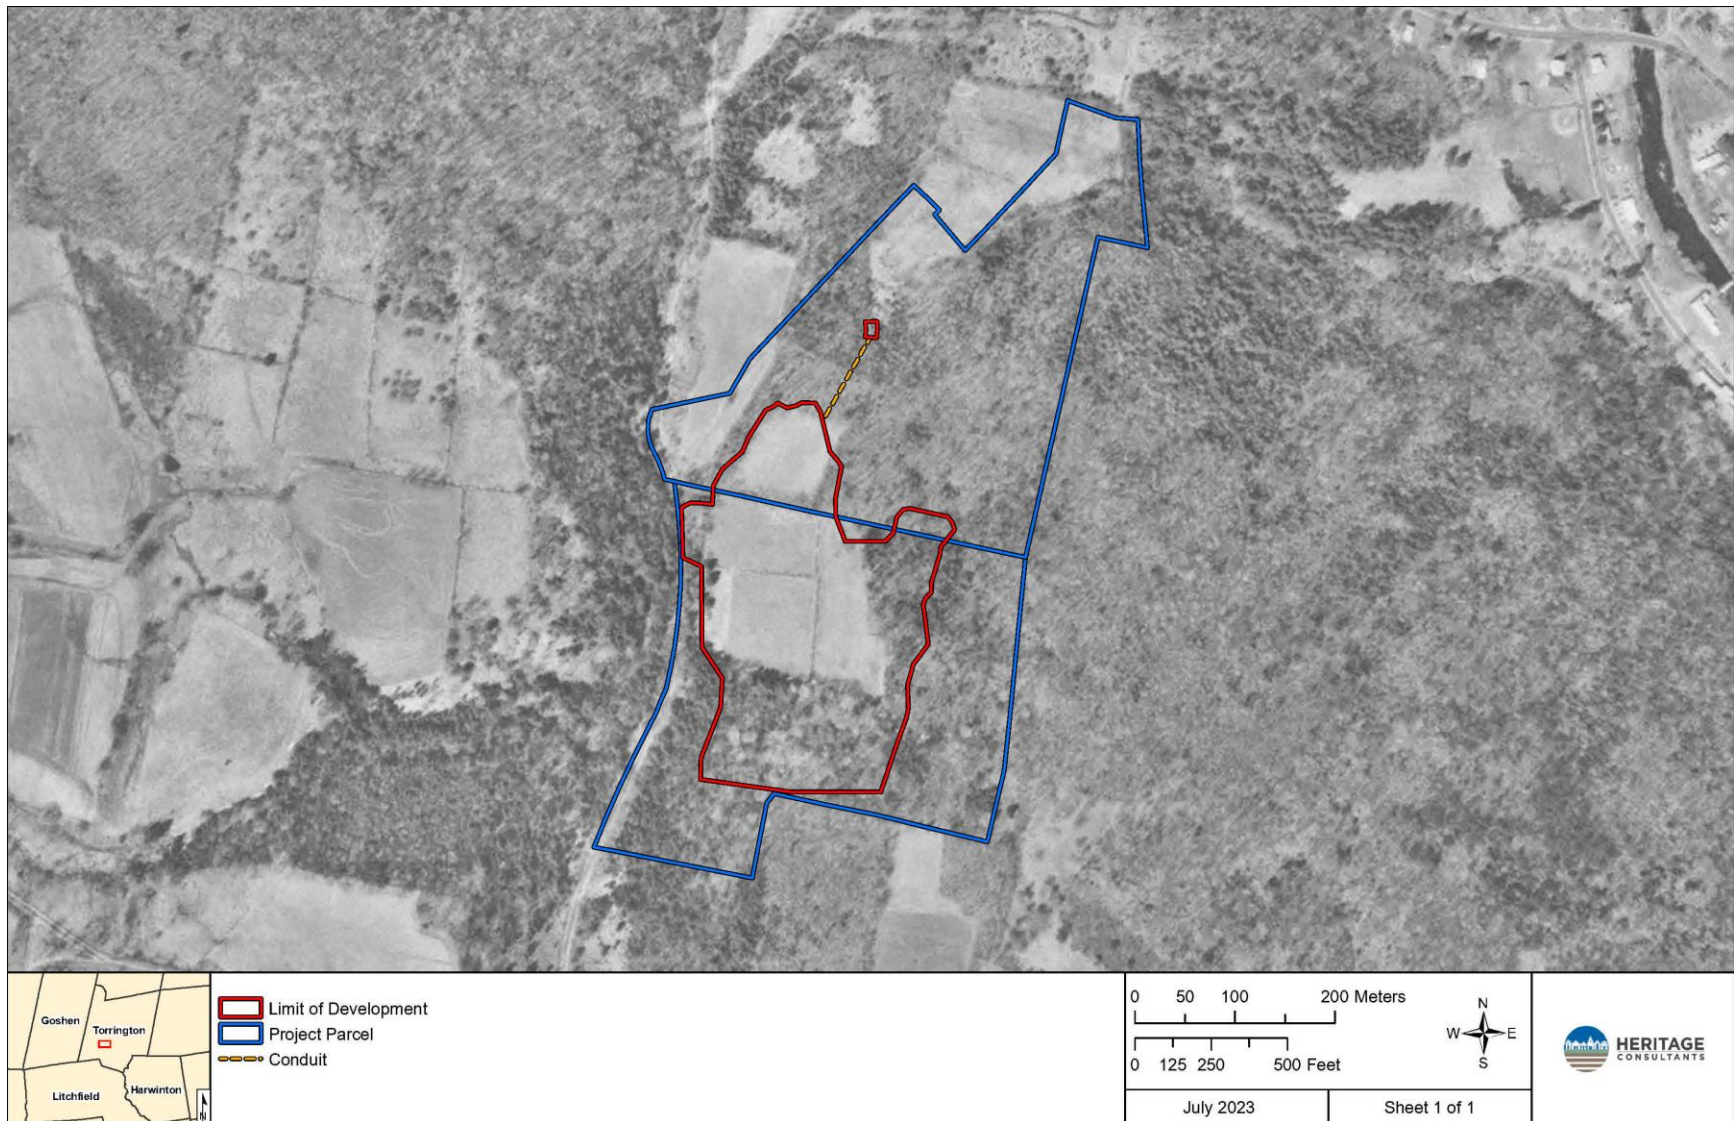 Goshen
Torrington
Litchfield
Harwinton
N
Limit of Development
Project Parcel
Conduit
0 50 100 200 Meters
0 125 250 500 Feet
N
W E
S
July 2023
Sheet 1 of 1
HERITAGE
CONSULTANTS